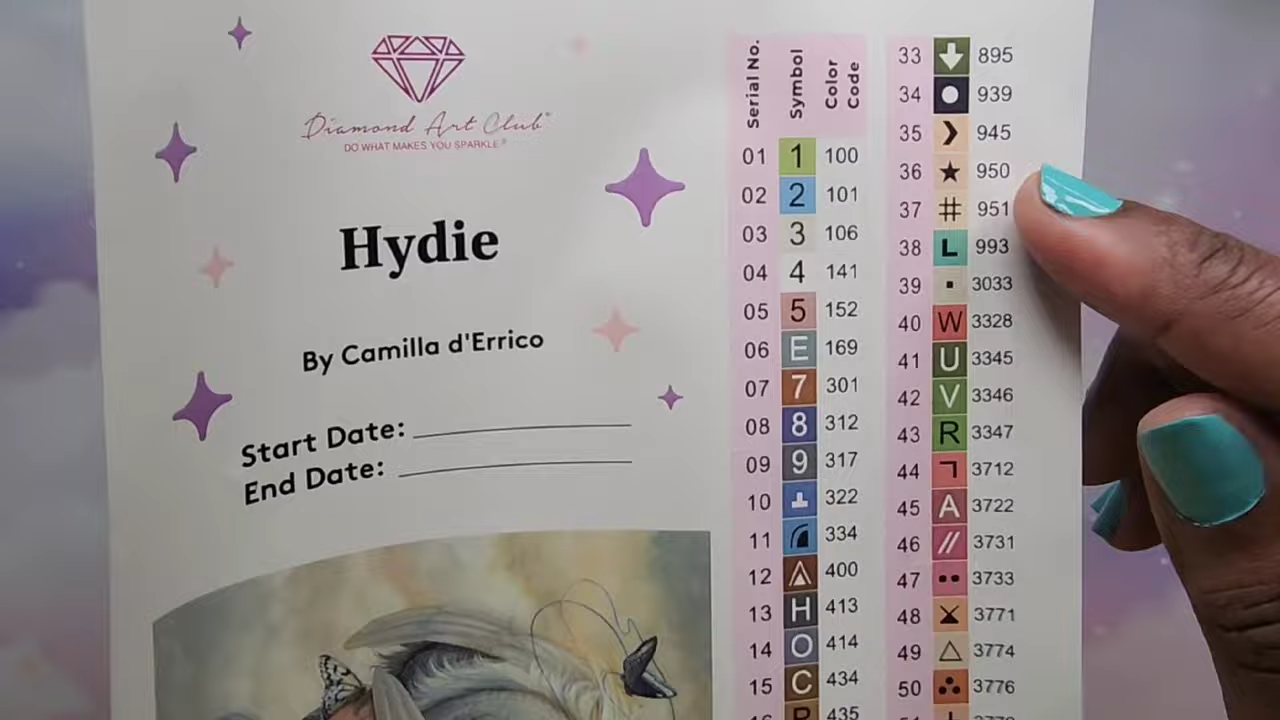 Diamond Art Club
DO WHAT MAKES YOU SPARKLE
Hydie
By Camilla d'Errico
Start Date:
End Date:
Serial No. Symbol Color Code
01 1 100
02 2 101
03 3 106
04 4 141
05 5 152
06 E 169
07 7 301
08 8 312
09 9 317
10 322
11 334
12 400
13 H 413
14 O 414
15 C 434
435
33 895
34 939
35 945
36 ★ 950
37 # 951
38 L 993
39 3033
40 W 3328
41 U 3345
42 V 3346
43 R 3347
44 3712
45 A 3722
46 // 3731
47 3733
48 3771
49 △ 3774
50 3776